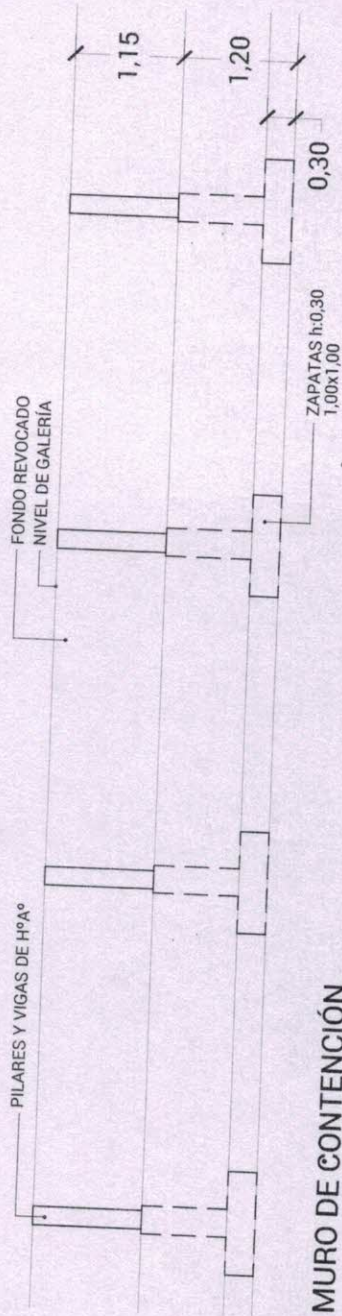 PILARES Y VIGAS DE HºAº
FONDO REVOCADO
NIVEL DE GALERÍA
1,15
1,20
0,30
ZAPATAS h:0,30
1,00x1,00
MURO DE CONTENCIÓN